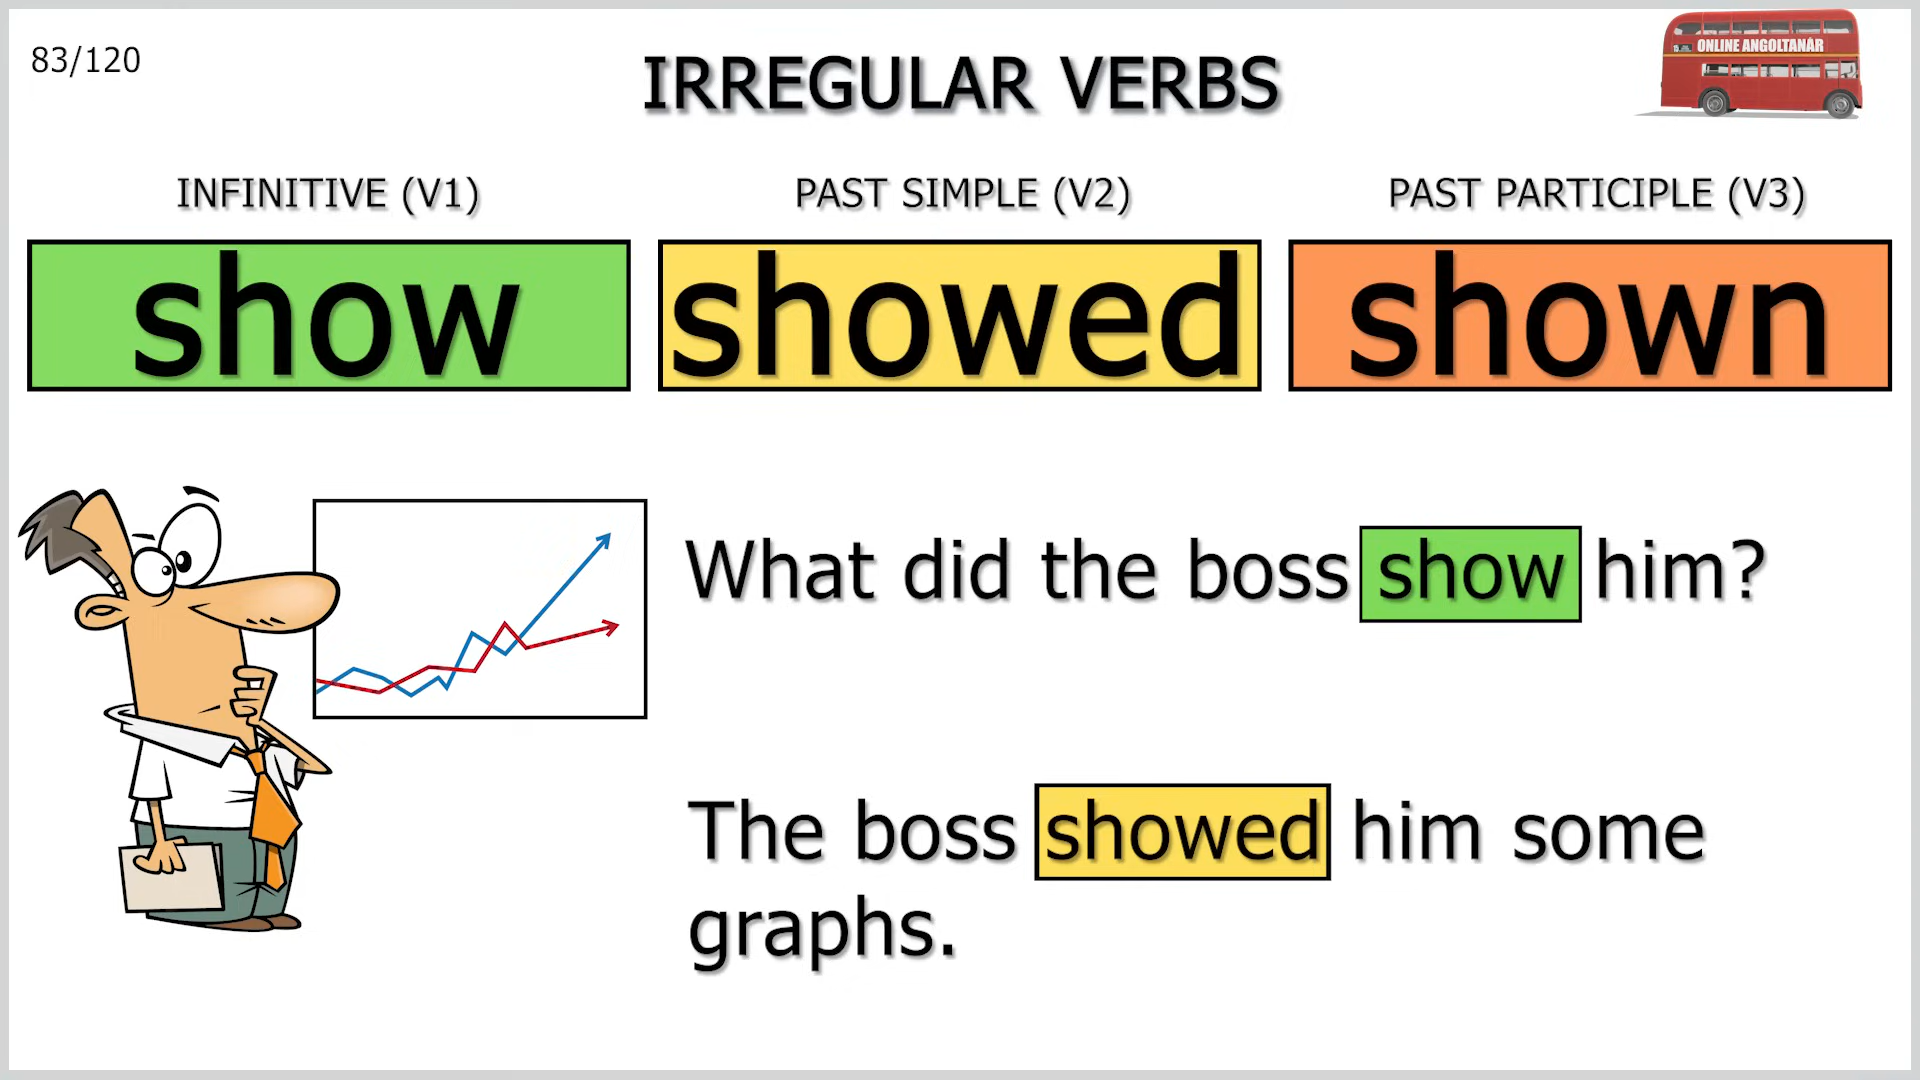 83/120
IRREGULAR VERBS
ONLINE ANGOLTANÁR
INFINITIVE (V1)
PAST SIMPLE (V2)
PAST PARTICIPLE (V3)
show
showed
shown
What did the boss show him?
The boss showed him some
graphs.